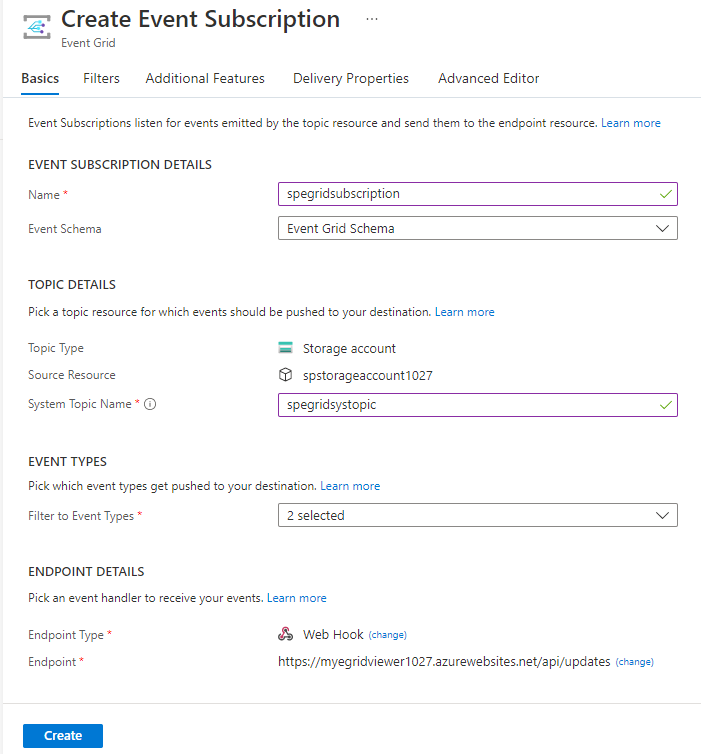 Create Event Subscription ...
Event Grid
Basics Filters Additional Features Delivery Properties Advanced Editor
Event Subscriptions listen for events emitted by the topic resource and send them to the endpoint resource. Learn more
EVENT SUBSCRIPTION DETAILS
Name * spegridsubscription
Event Schema Event Grid Schema
TOPIC DETAILS
Pick a topic resource for which events should be pushed to your destination. Learn more
Topic Type Storage account
Source Resource spstorageaccount1027
System Topic Name * spegridsystopic
EVENT TYPES
Pick which event types get pushed to your destination. Learn more
Filter to Event Types * 2 selected
ENDPOINT DETAILS
Pick an event handler to receive your events. Learn more
Endpoint Type * Web Hook (change)
Endpoint * https://myegridviewer1027.azurewebsites.net/api/updates (change)
Create